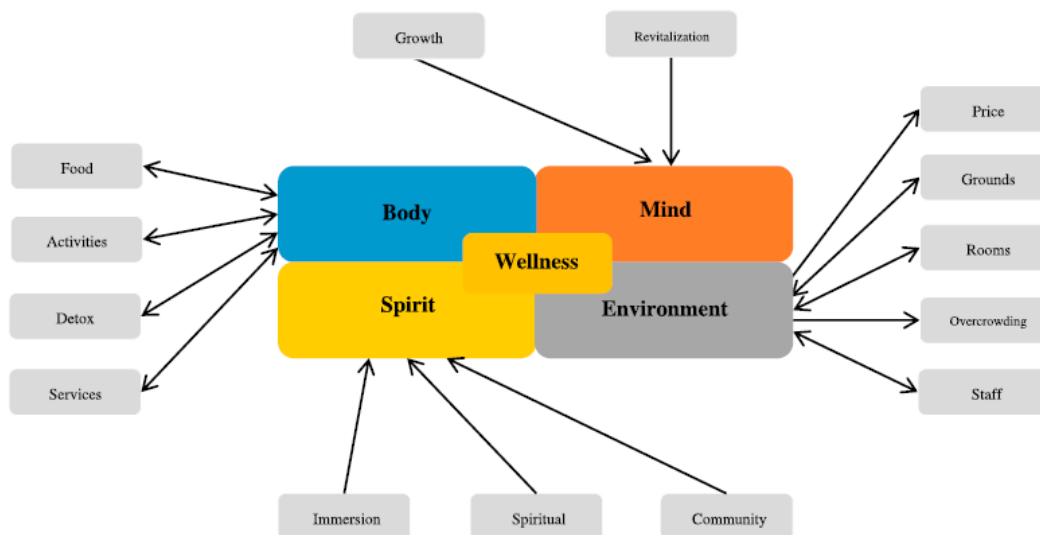 Growth
Revitalization
Price
Food
Grounds
Body
Mind
Activities
Rooms
Wellness
Spirit
Environment
Detox
Overcrowding
Services
Staff
Immersion
Spiritual
Community